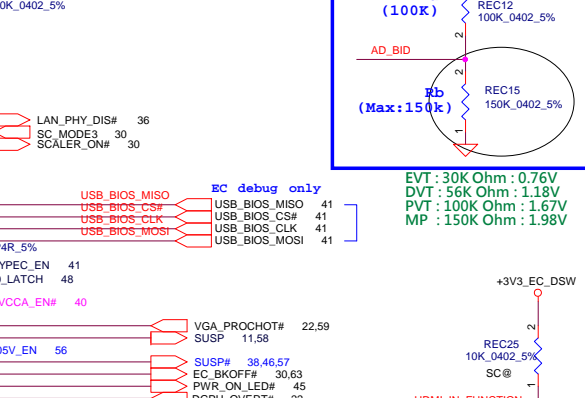 0K_0402_5%
(100K)
REC12
100K_0402_5%
2
AD_BID
2
Rb
(Max:150k)
REC15
150K_0402_5%
1
LAN_PHY_DIS# 36
SC_MODE3 30
SCALER_ON# 30
EVT : 30K Ohm : 0.76V
DVT : 56K Ohm : 1.18V
PVT : 100K Ohm : 1.67V
MP : 150K Ohm : 1.98V
EC debug only
USB_BIOS_MISO USB_BIOS_MISO 41
USB_BIOS_CS# USB_BIOS_CS# 41
USB_BIOS_CLK USB_BIOS_CLK 41
USB_BIOS_MOSI USB_BIOS_MOSI 41
P4R_5%
YPEC_EN 41
_LATCH 48
VCCA_EN# 40
+3V3_EC_DSW
2
REC25
10K_0402_5%
SC@
1
VGA_PROCHOT# 22,59
SUSP 11,58
05V_EN 56
SUSP# 38,46,57
EC_BKOFF# 30,63
PWR_ON_LED# 45